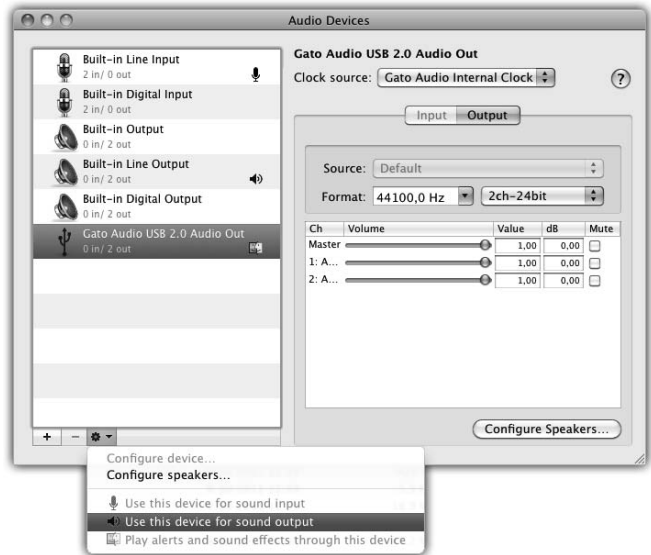 Audio Devices
Built-in Line Input
2 in/ 0 out
Built-in Digital Input
2 in/ 0 out
Built-in Output
0 in/ 2 out
Built-in Line Output
0 in/ 2 out
Built-in Digital Output
0 in/ 2 out
Gato Audio USB 2.0 Audio Out
0 in/ 2 out
Gato Audio USB 2.0 Audio Out
Clock source: Gato Audio Internal Clock ?
Input Output
Source: Default
Format: 44100,0 Hz 2ch-24bit
Ch Volume Value dB Mute
Master 1,00 0,00
1: A... 1,00 0,00
2: A... 1,00 0,00
Configure Speakers...
+ −
Configure device...
Configure speakers...
Use this device for sound input
Use this device for sound output
Play alerts and sound effects through this device